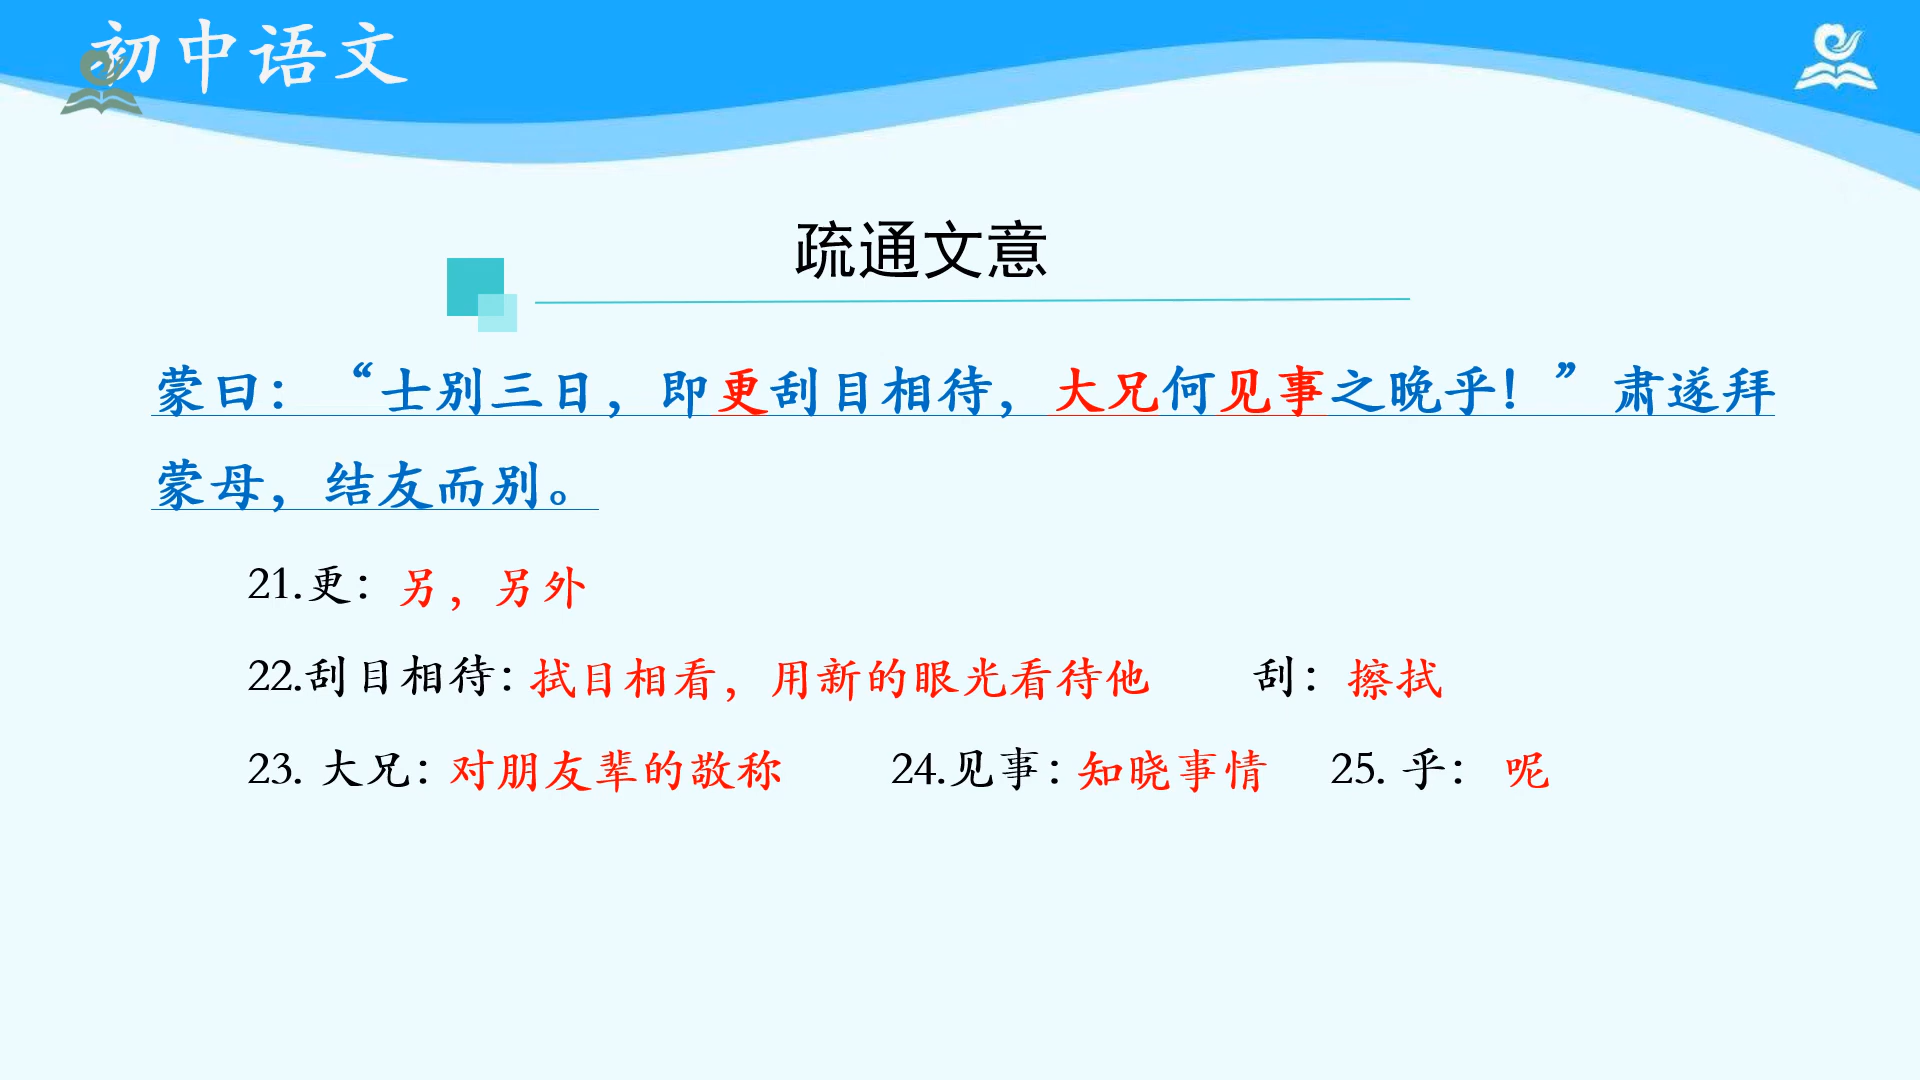 初中语文
疏通文意
蒙曰：“士别三日，即更刮目相待，大兄何见事之晚乎！”肃遂拜
蒙母，结友而别。
21.更：另，另外
22.刮目相待：拭目相看，用新的眼光看待他 刮：擦拭
23. 大兄：对朋友辈的敬称 24.见事：知晓事情 25. 乎： 呢